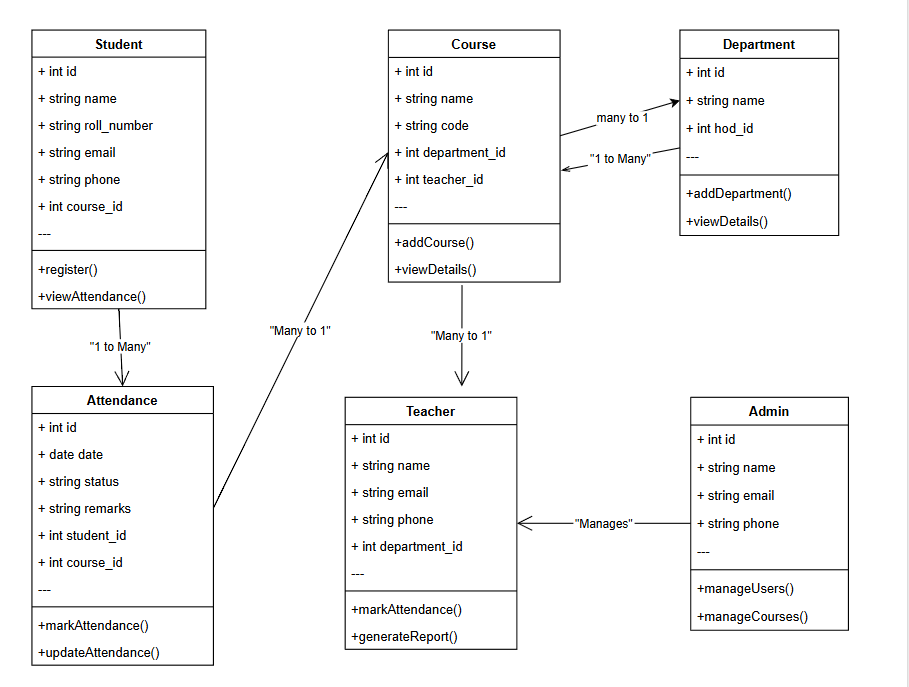 Student
+ int id
+ string name
+ string roll_number
+ string email
+ string phone
+ int course_id
---
+register()
+viewAttendance()
"1 to Many"
Attendance
+ int id
+ date date
+ string status
+ string remarks
+ int student_id
+ int course_id
---
+markAttendance()
+updateAttendance()
"Many to 1"
Course
+ int id
+ string name
+ string code
+ int department_id
+ int teacher_id
---
+addCourse()
+viewDetails()
many to 1
"1 to Many"
Department
+ int id
+ string name
+ int hod_id
---
+addDepartment()
+viewDetails()
"Many to 1"
Teacher
+ int id
+ string name
+ string email
+ string phone
+ int department_id
---
+markAttendance()
+generateReport()
"Manages"
Admin
+ int id
+ string name
+ string email
+ string phone
---
+manageUsers()
+manageCourses()